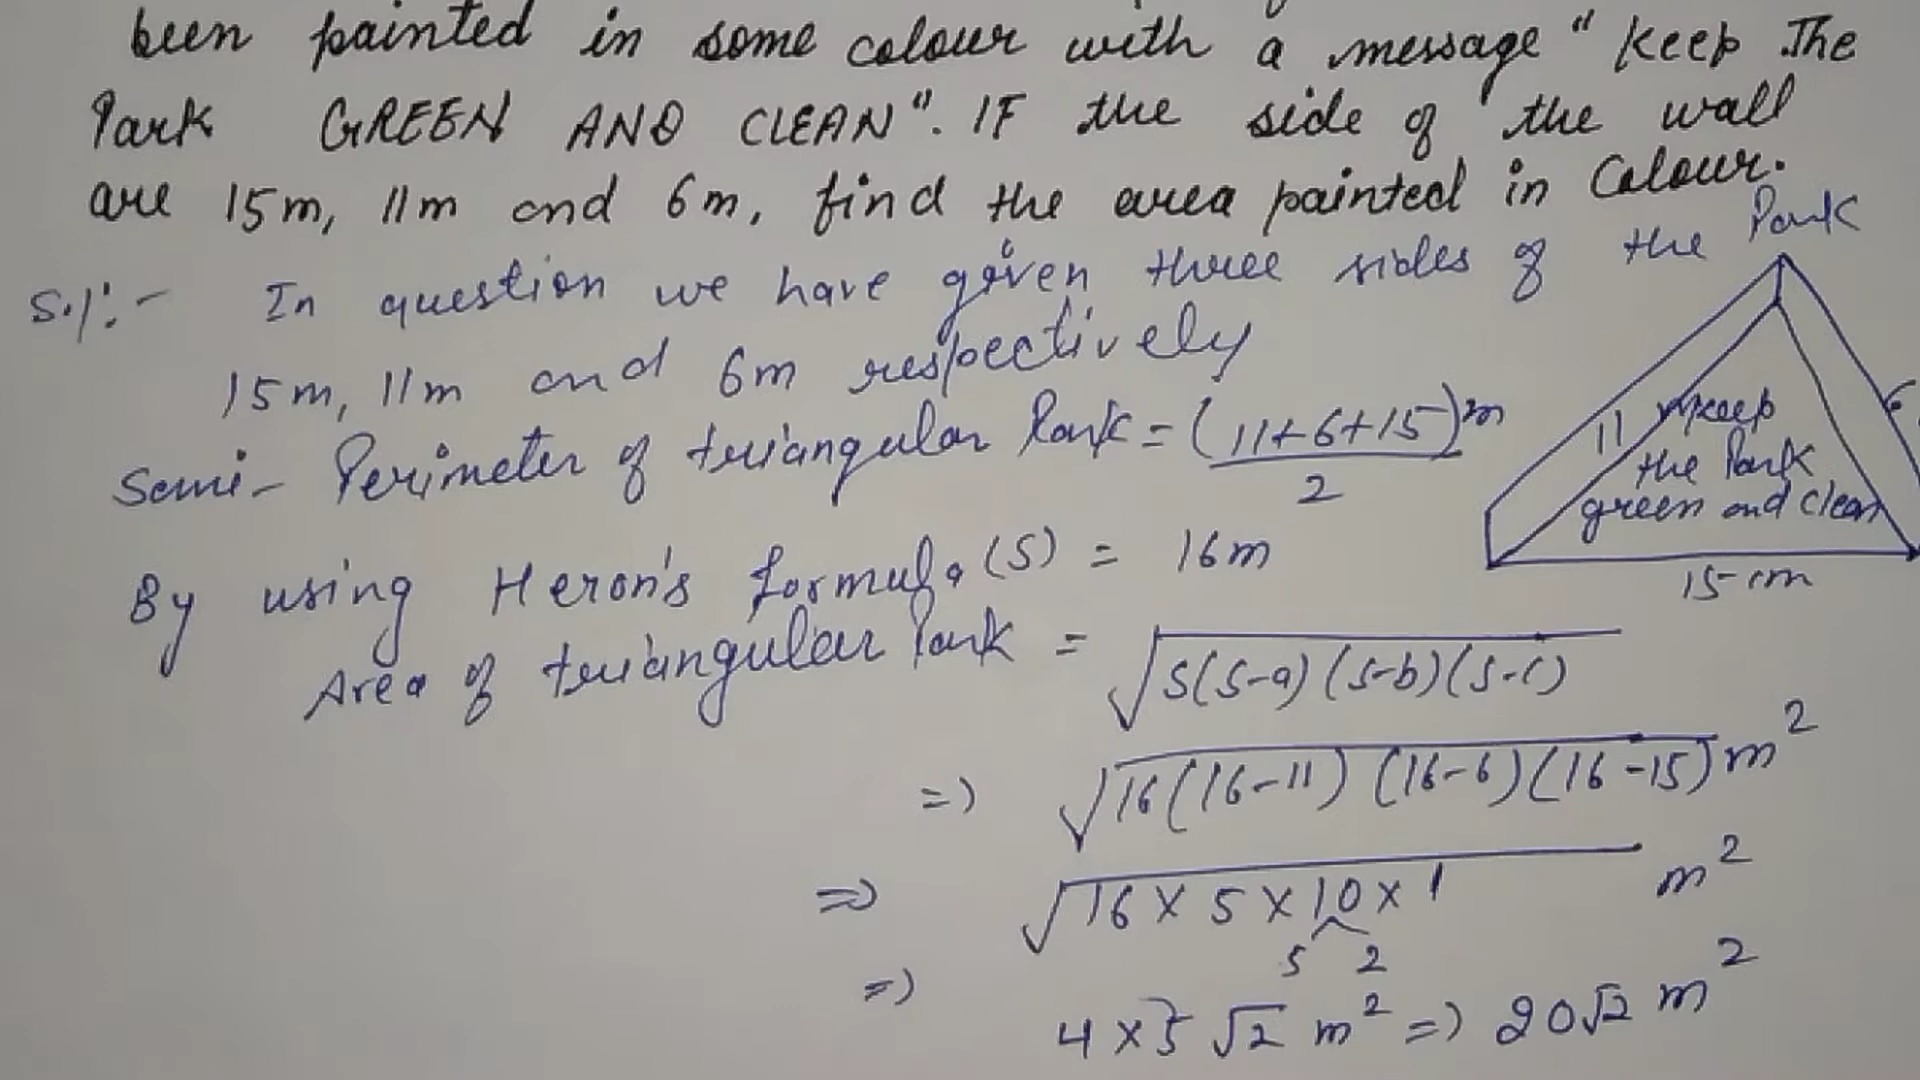 been painted in some colour with a message "Keep The
Park GREEN AND CLEAN". IF the side of the wall
are 15m, 11m and 6m, find the area painted in Colour.
Sol:- In question we have given three sides of the Park
15m, 11m and 6m respectively
Semi-Perimeter of triangular Park = (11+6+15)m
2
By using Heron's formula (S) = 16m
Area of triangular Park = √S(S-a)(S-b)(S-c)
=) √16(16-11)(16-6)(16-15) m²
=) √16 X 5 X 10 X 1 m²
5 2
=) 4 X 5 √2 m² =) 20√2 m²
11
6
keep
the Park
green and clean
15 cm